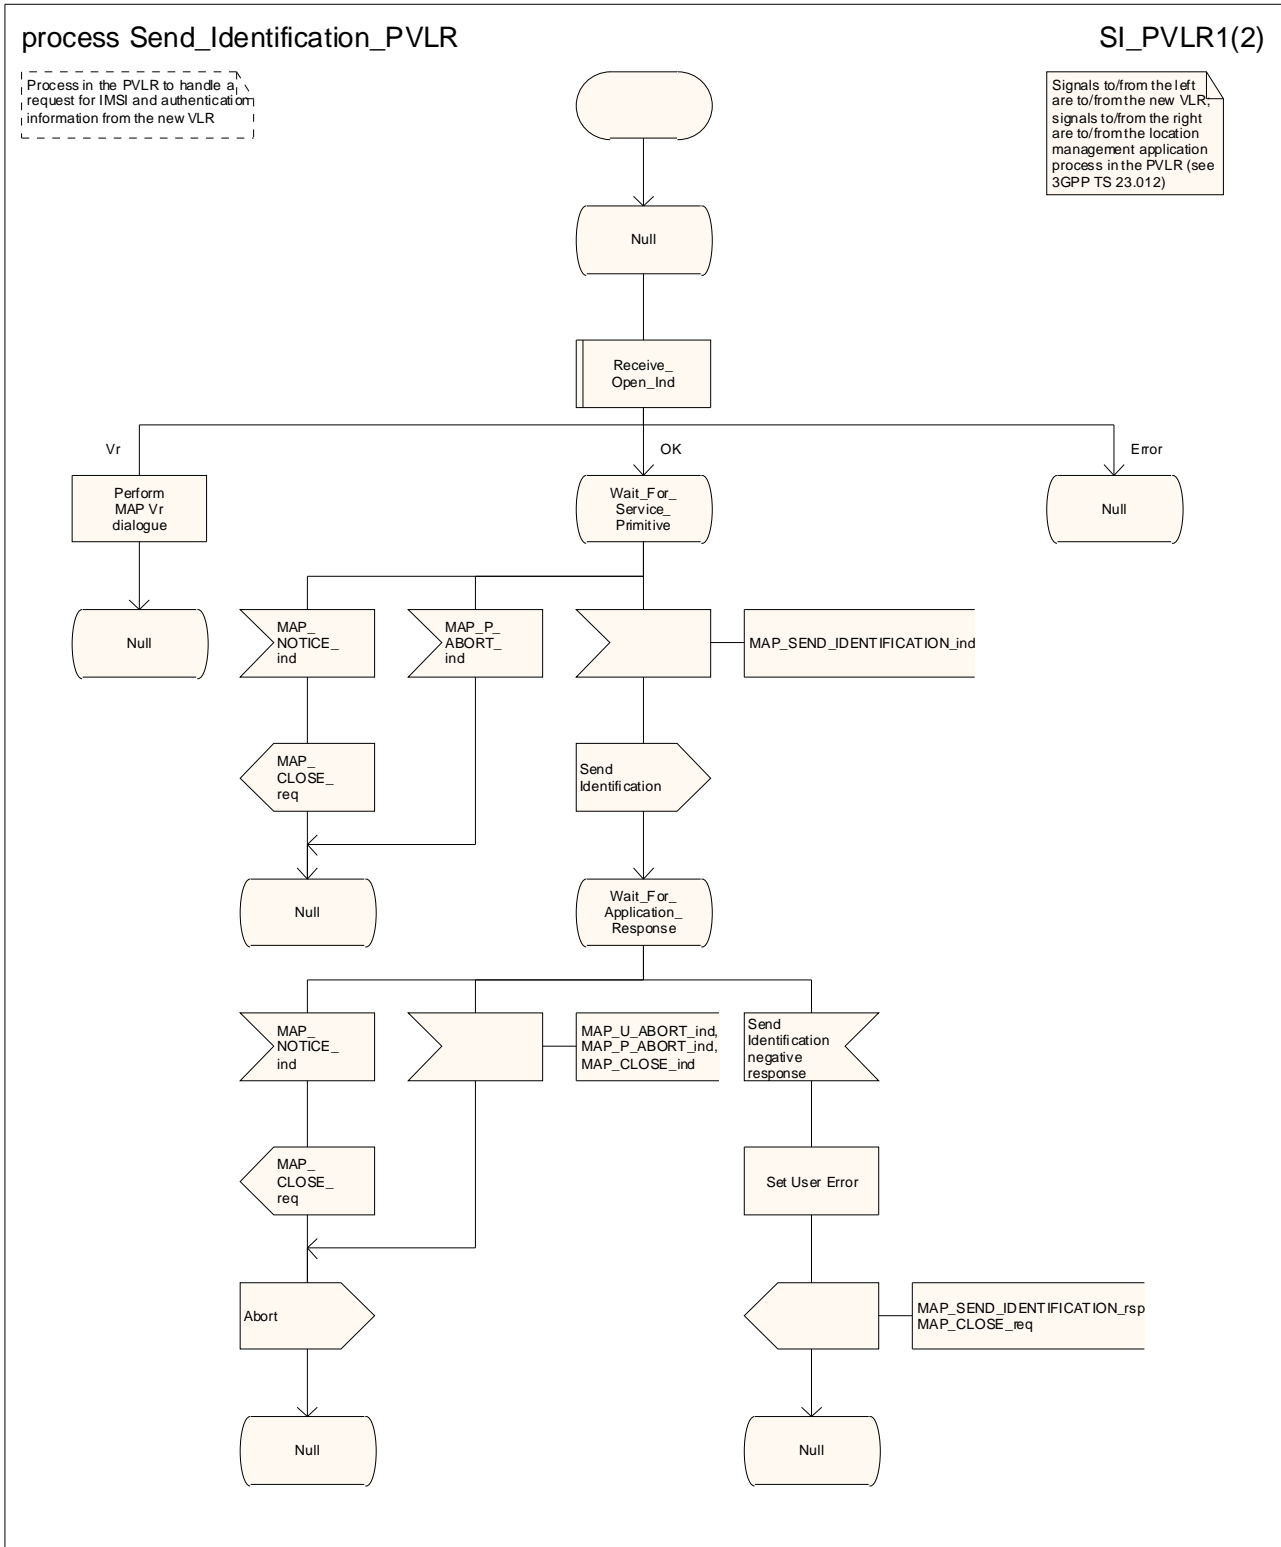 process Send_Identification_PVLR
SI_PVLR1(2)
Process in the PVLR to handle a
request for IMSI and authentication
information from the new VLR
Signals to/from the left
are to/from the new VLR;
signals to/from the right
are to/from the location
management application
process in the PVLR (see
3GPP TS 23.012)
Null
Receive_
Open_Ind
Vr
OK
Error
Perform
MAP Vr
dialogue
Wait_For_
Service_
Primitive
Null
Null
MAP_
NOTICE_
ind
MAP_P_
ABORT_
ind
MAP_SEND_IDENTIFICATION_ind
MAP_
CLOSE_
req
Send
Identification
Null
Wait_For_
Application_
Response
MAP_
NOTICE_
ind
MAP_U_ABORT_ind,
MAP_P_ABORT_ind,
MAP_CLOSE_ind
Send
Identification
negative
response
MAP_
CLOSE_
req
Set User Error
Abort
MAP_SEND_IDENTIFICATION_rsp
MAP_CLOSE_req
Null
Null